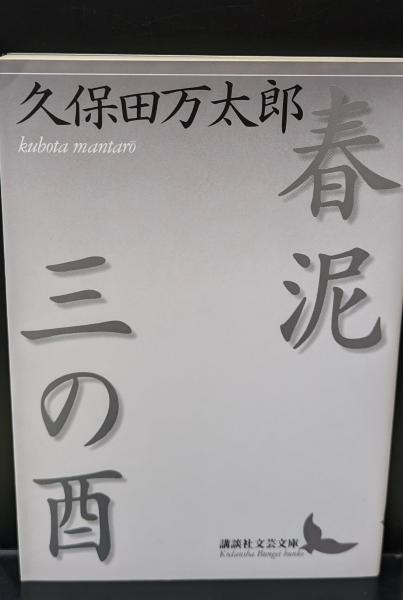 久保田万太郎
kubota mantarō
春泥
三の酉
講談社文芸文庫
Kodansha Bungei bunko